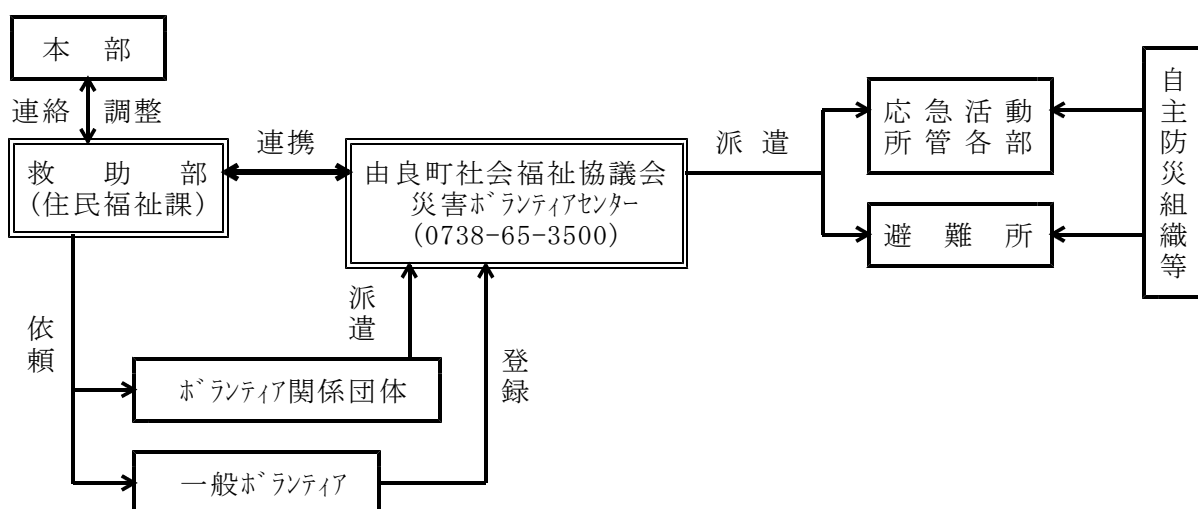 本部
連絡 調整
救助部
(住民福祉課)
連携
由良町社会福祉協議会
災害ボランティアセンター
(0738-65-3500)
派遣
応急活動
所管各部
避難所
自主防災組織等
依頼
派遣
登録
ボランティア関係団体
一般ボランティア